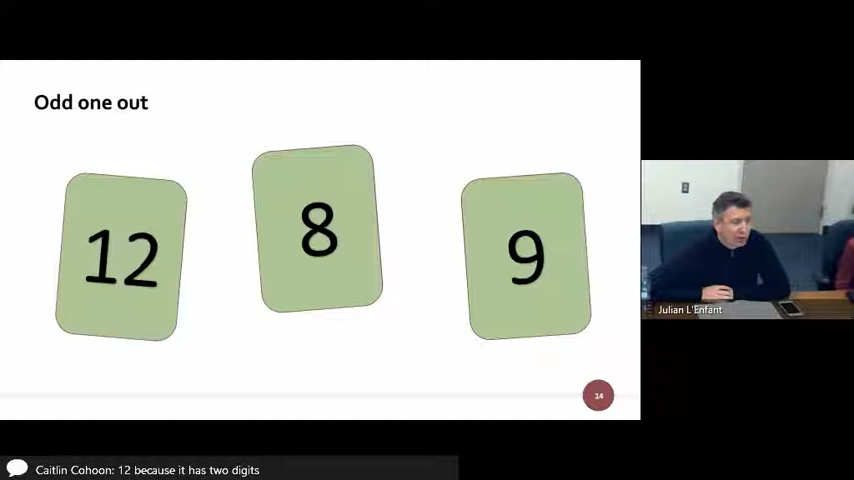 Odd one out
12
8
9
14
Julian L'Enfant
Caitlin Cohoon: 12 because it has two digits